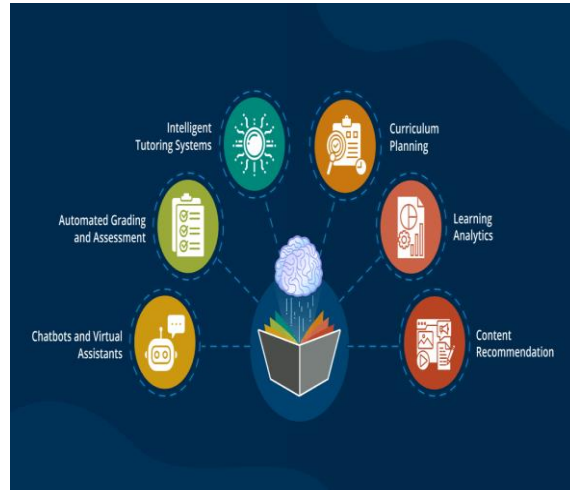 Intelligent
Tutoring Systems
Curriculum
Planning
Automated Grading
and Assessment
Learning
Analytics
Chatbots and Virtual
Assistants
Content
Recommendation